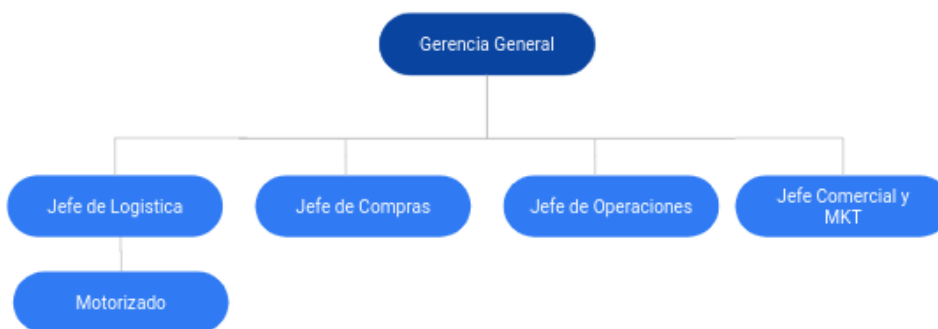 Gerencia General
Jefe de Logistica
Jefe de Compras
Jefe de Operaciones
Jefe Comercial y
MKT
Motorizado